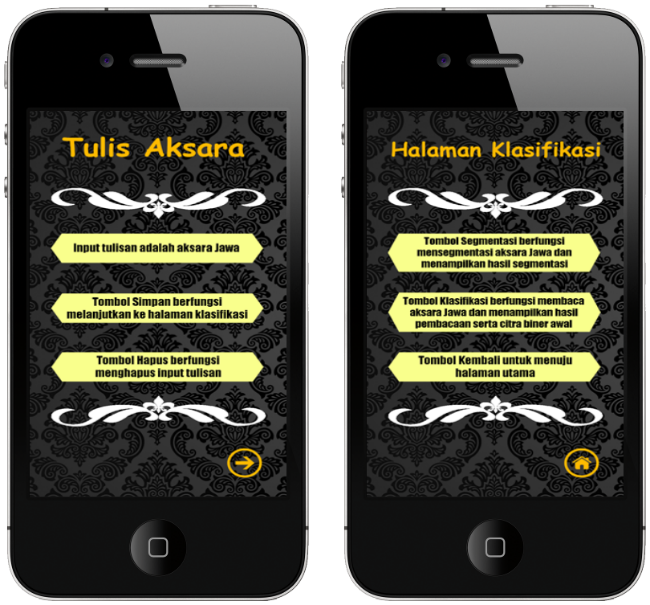 Tulis Aksara
Input tulisan adalah aksara Jawa
Tombol Simpan berfungsi
melanjutkan ke halaman klasifikasi
Tombol Hapus berfungsi
menghapus input tulisan
Halaman Klasifikasi
Tombol Segmentasi berfungsi
mensegmentasi aksara Jawa dan
menampilkan hasil segmentasi
Tombol Klasifikasi berfungsi membaca
aksara Jawa dan menampilkan hasil
pembacaan serta citra biner awal
Tombol Kembali untuk menuju
halaman utama